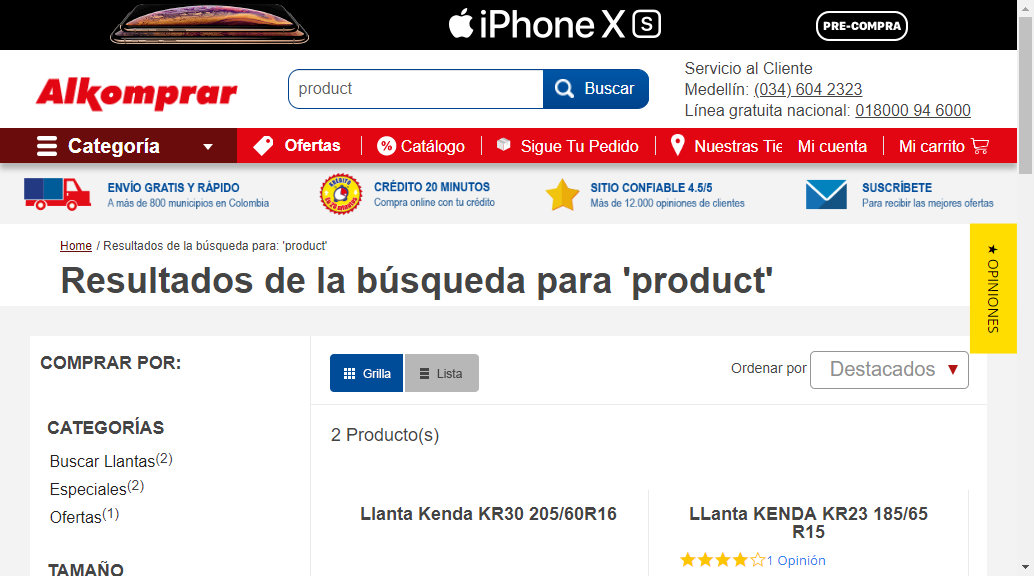 iPhone XS
PRE-COMPRA
Alkomprar
product
Buscar
Servicio al Cliente
Medellín: (034) 604 2323
Línea gratuita nacional: 018000 94 6000
Categoría
Ofertas
Catálogo
Sigue Tu Pedido
Nuestras Tie
Mi cuenta
Mi carrito
ENVÍO GRATIS Y RÁPIDO
A más de 800 municipios en Colombia
CRÉDITO 20 MINUTOS
Compra online con tu crédito
SITIO CONFIABLE 4.5/5
Más de 12.000 opiniones de clientes
SUSCRÍBETE
Para recibir las mejores ofertas
Home / Resultados de la búsqueda para: 'product'
Resultados de la búsqueda para 'product'
★ OPINIONES
COMPRAR POR:
Grilla
Lista
Ordenar por
Destacados
CATEGORÍAS
2 Producto(s)
Buscar Llantas(2)
Especiales(2)
Ofertas(1)
Llanta Kenda KR30 205/60R16
LLanta KENDA KR23 185/65
R15
1 Opinión
TAMAÑO